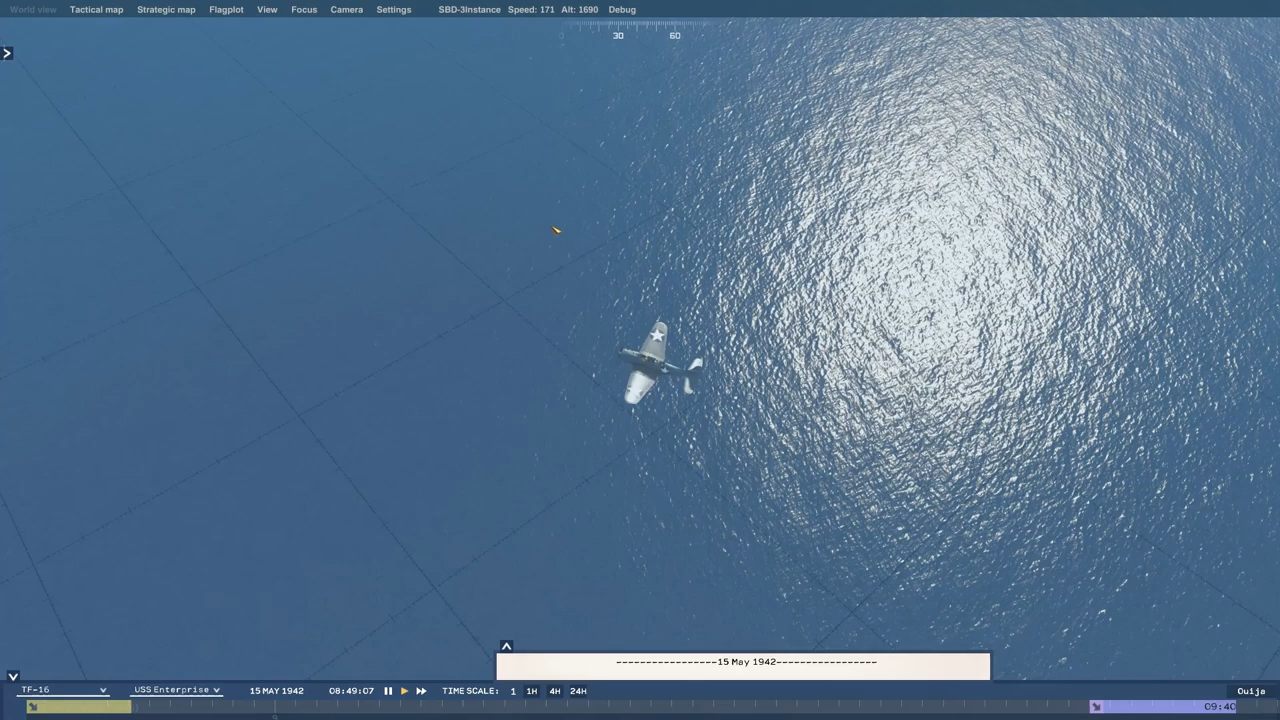 World view Tactical map Strategic map Flagplot View Focus Camera Settings SBD-3Instance Speed: 171 Alt: 1690 Debug
0 30 60
-----------------15 May 1942-----------------
TF-16 USS Enterprise 15 MAY 1942 08:49:07 TIME SCALE: 1 1H 4H 24H Ouija
09:40
9